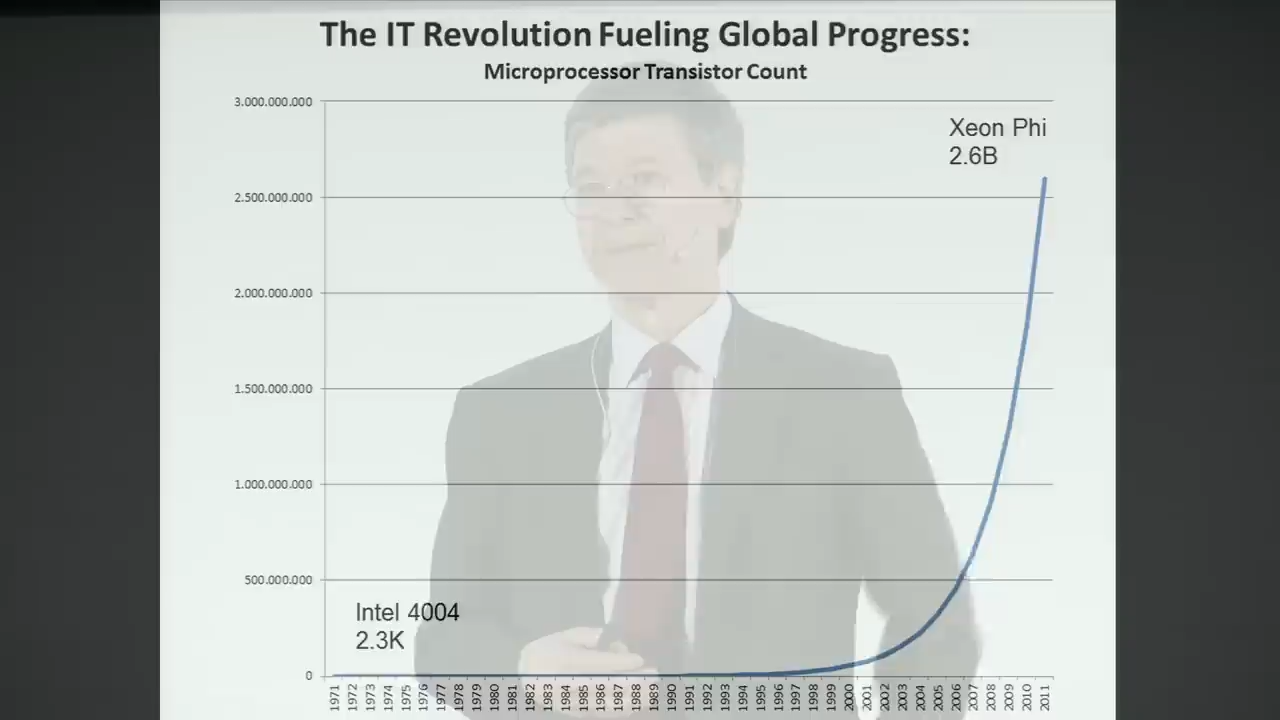 The IT Revolution Fueling Global Progress:
Microprocessor Transistor Count
3.000.000.000
2.500.000.000
2.000.000.000
1.500.000.000
1.000.000.000
500.000.000
0
Xeon Phi
2.6B
Intel 4004
2.3K
1971 1972 1973 1974 1975 1976 1977 1978 1979 1980 1981 1982 1983 1984 1985 1986 1987 1988 1989 1990 1991 1992 1993 1994 1995 1996 1997 1998 1999 2000 2001 2002 2003 2004 2005 2006 2007 2008 2009 2010 2011